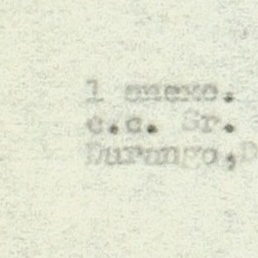 1 anexo.
c.c. Sr.
Durango,D